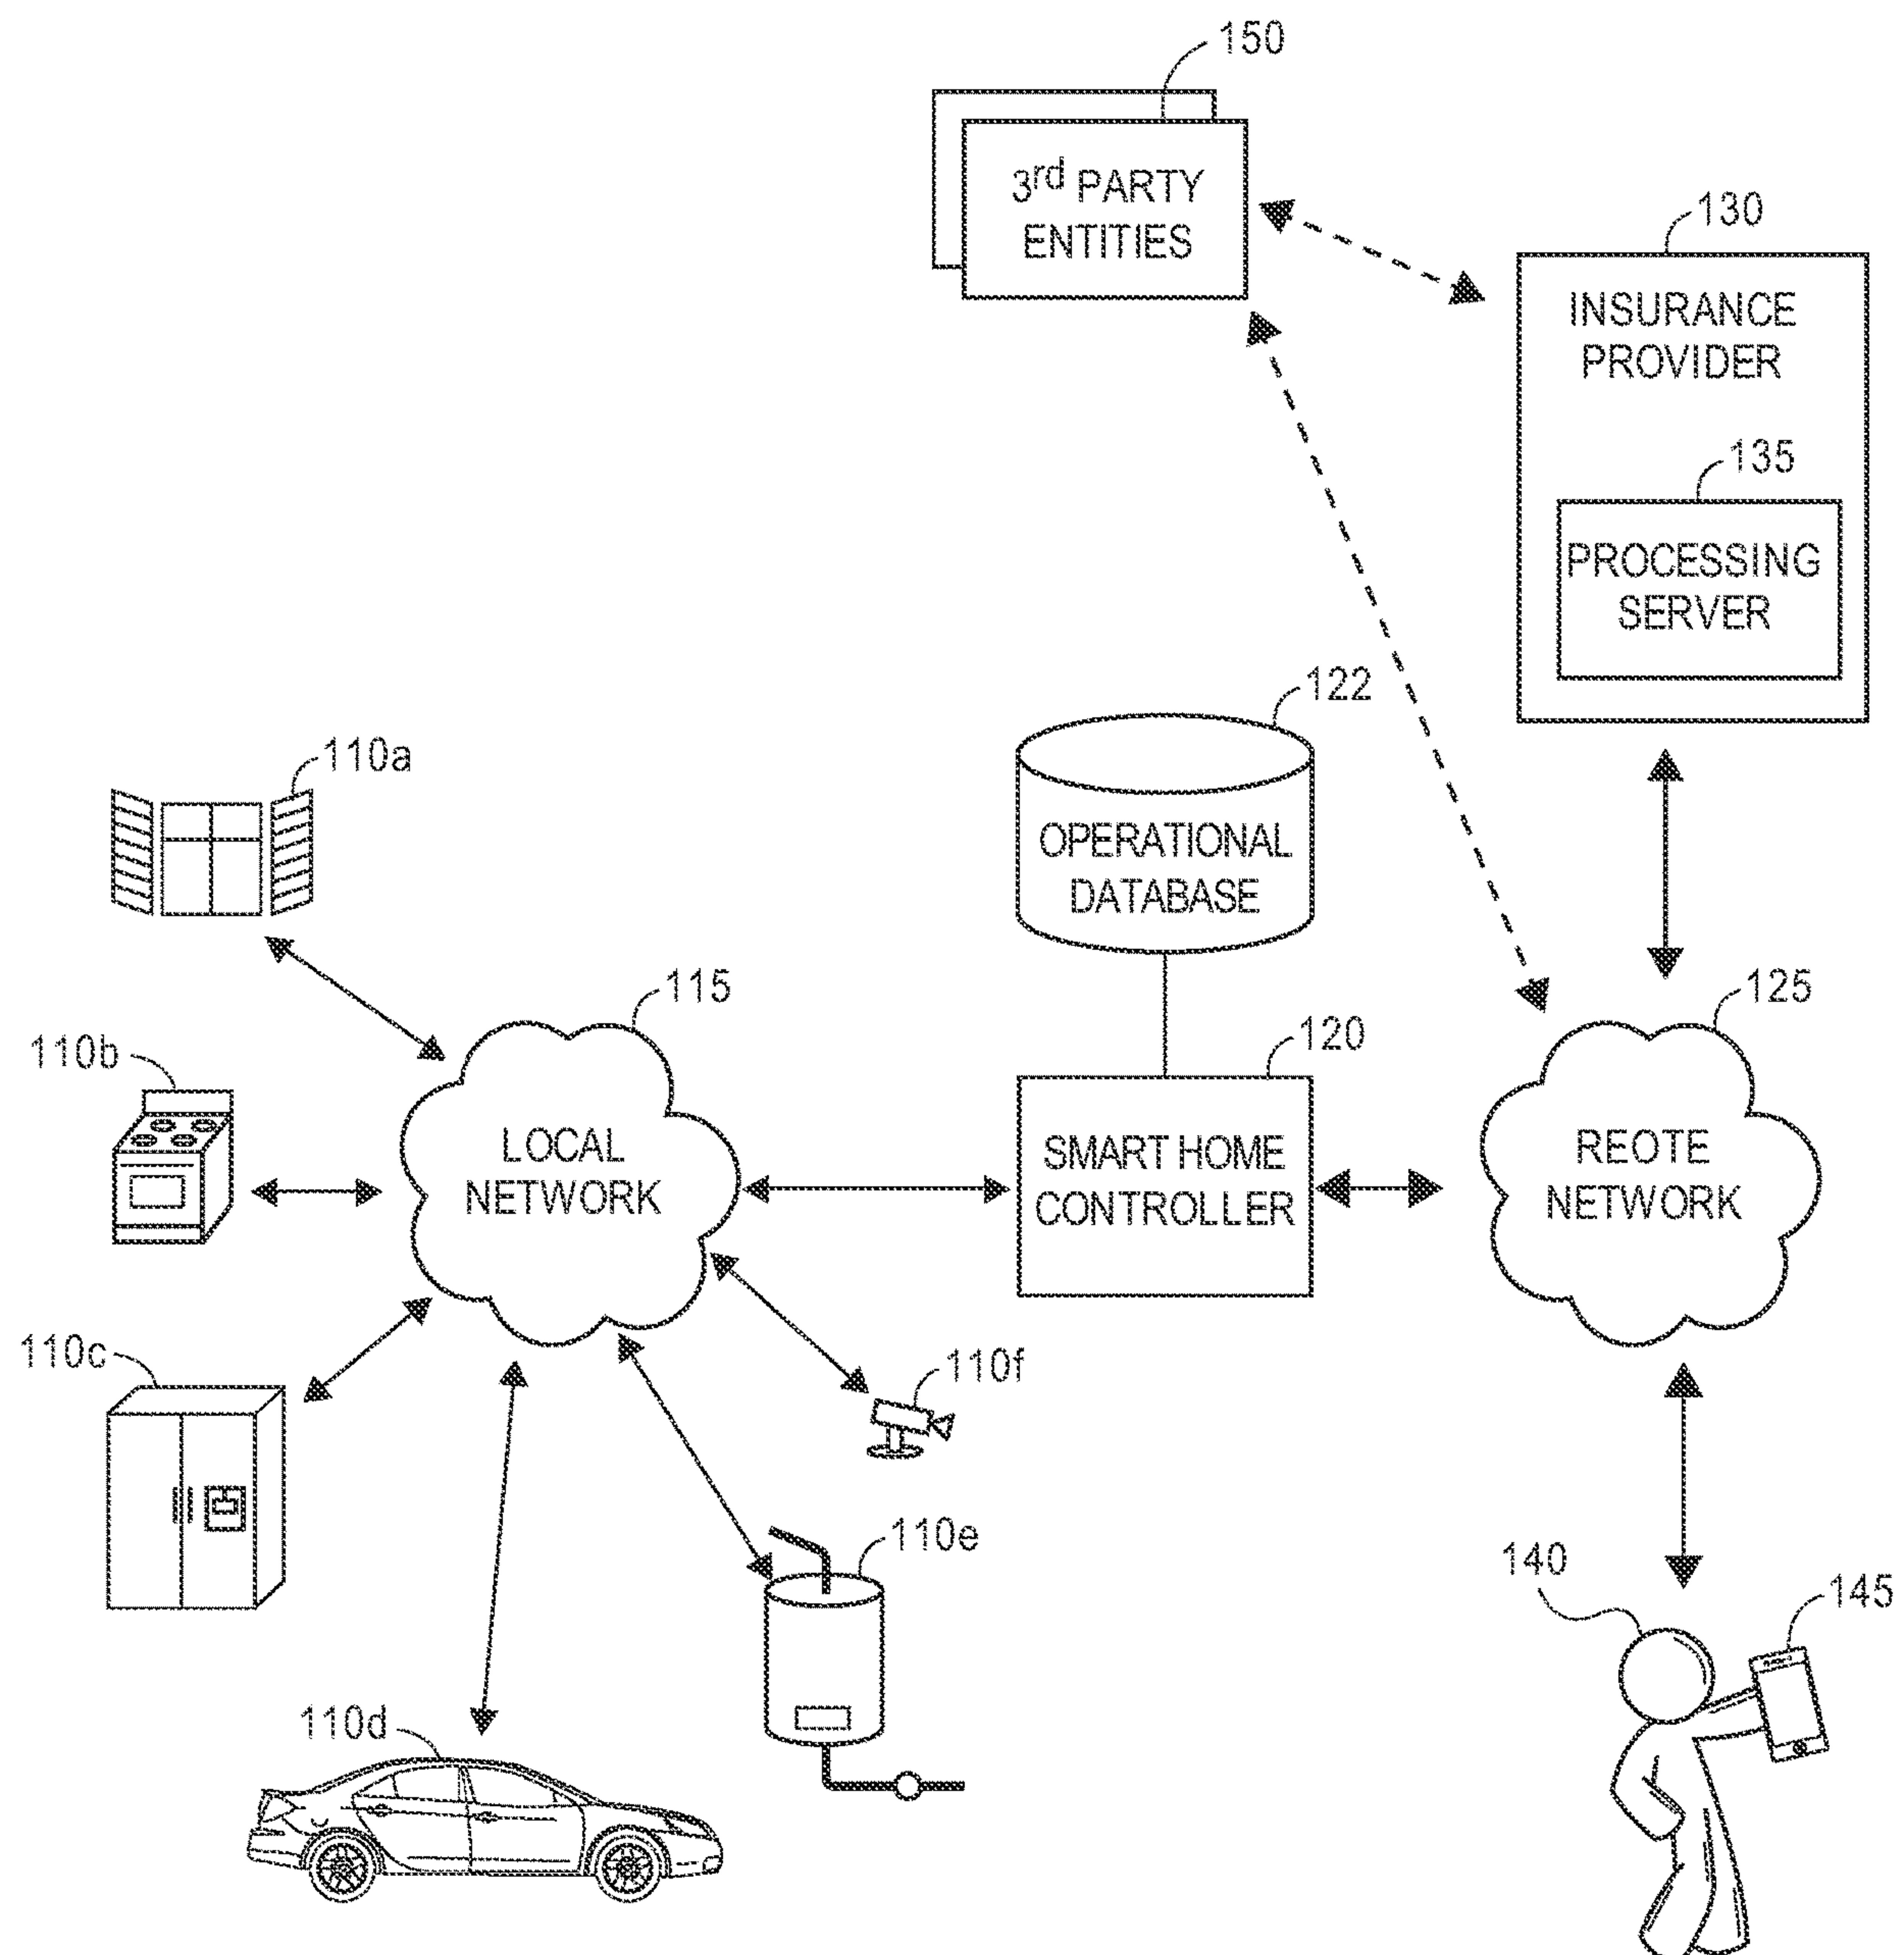 150
3rd PARTY
ENTITIES
130
INSURANCE
PROVIDER
135
PROCESSING
SERVER
122
OPERATIONAL
DATABASE
110a
115
125
120
110b
LOCAL
NETWORK
SMART HOME
CONTROLLER
REOTE
NETWORK
110c
110f
110e
140
145
110d